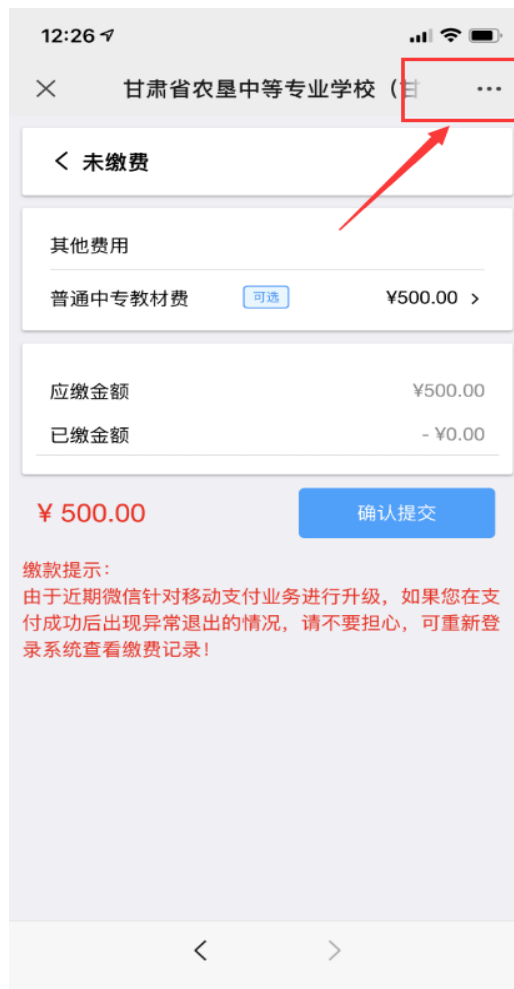 12:26
甘肃省农垦中等专业学校（甘
未缴费
其他费用
普通中专教材费 可选 ¥500.00
应缴金额 ¥500.00
已缴金额 - ¥0.00
¥ 500.00 确认提交
缴款提示：
由于近期微信针对移动支付业务进行升级，如果您在支
付成功后出现异常退出的情况，请不要担心，可重新登
录系统查看缴费记录！